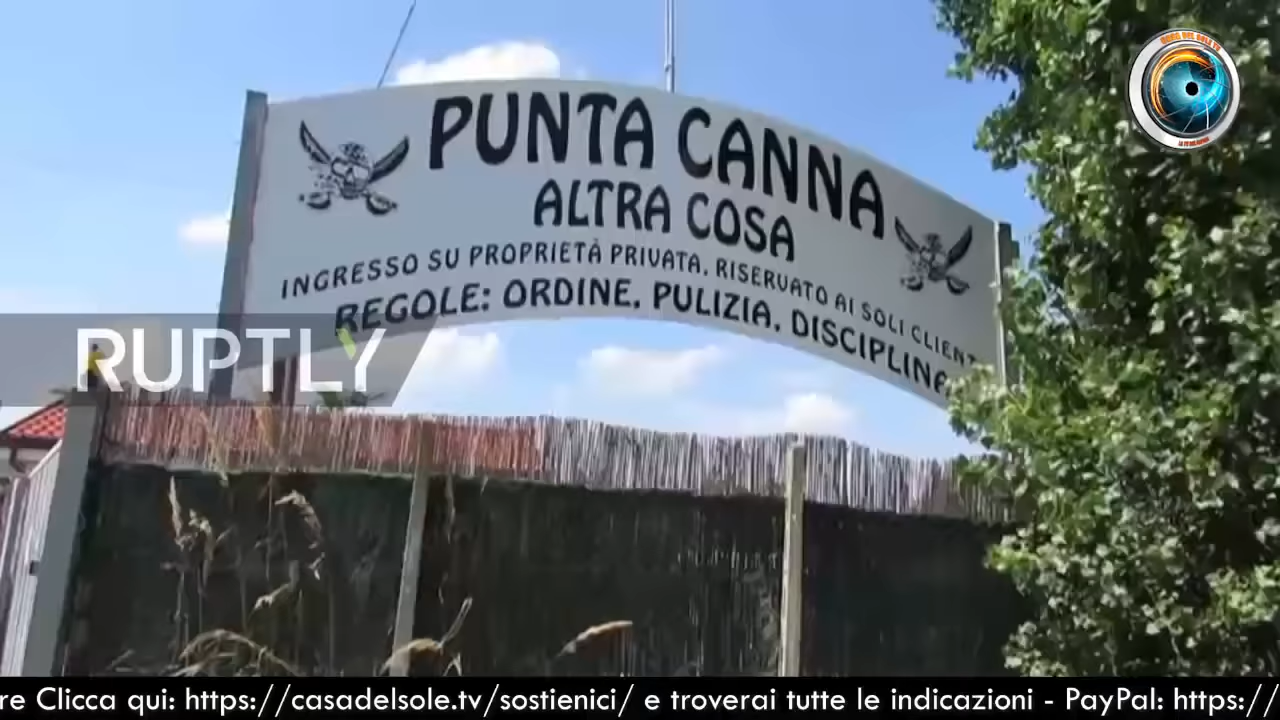 PUNTA CANNA
ALTRA COSA
INGRESSO SU PROPRIETÀ PRIVATA. RISERVATO AI SOLI CLIENT
REGOLE: ORDINE, PULIZIA, DISCIPLINA
RUPTLY
re Clicca qui: https://casadelsole.tv/sostienici/ e troverai tutte le indicazioni - PayPal: https://